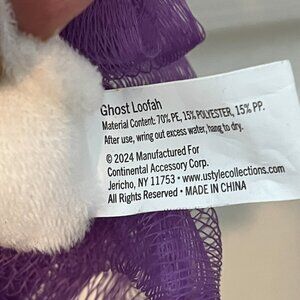 Ghost Loofah
Material Content: 70% PE, 15% POLYESTER, 15% PP.
After use, wring out excess water, hang to dry.
© 2024 Manufactured For
Continental Accessory Corp.
Jericho, NY 11753 • www.ustylecollections.com
All Rights Reserved • MADE IN CHINA